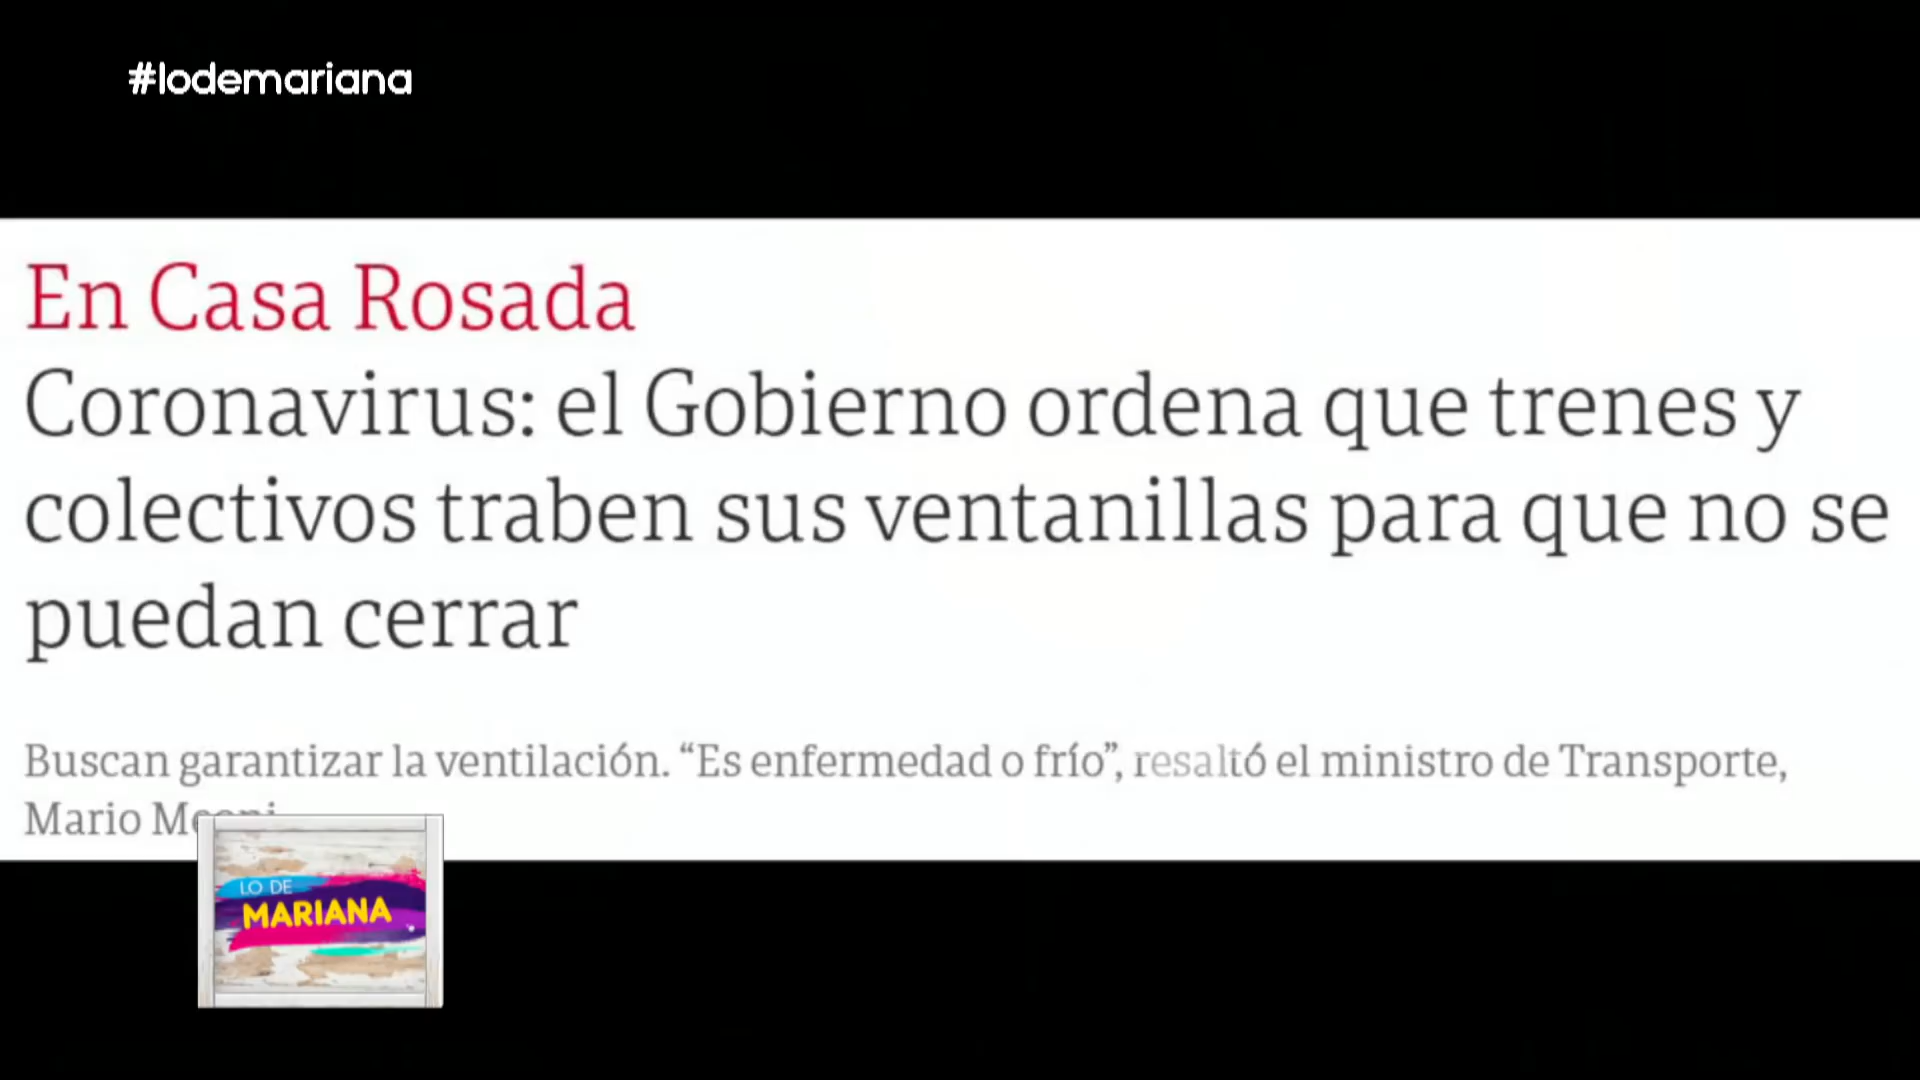 #lodemariana
En Casa Rosada
Coronavirus: el Gobierno ordena que trenes y
colectivos traben sus ventanillas para que no se
puedan cerrar
Buscan garantizar la ventilación. “Es enfermedad o frío”, resaltó el ministro de Transporte,
Mario
LO DE
MARIANA